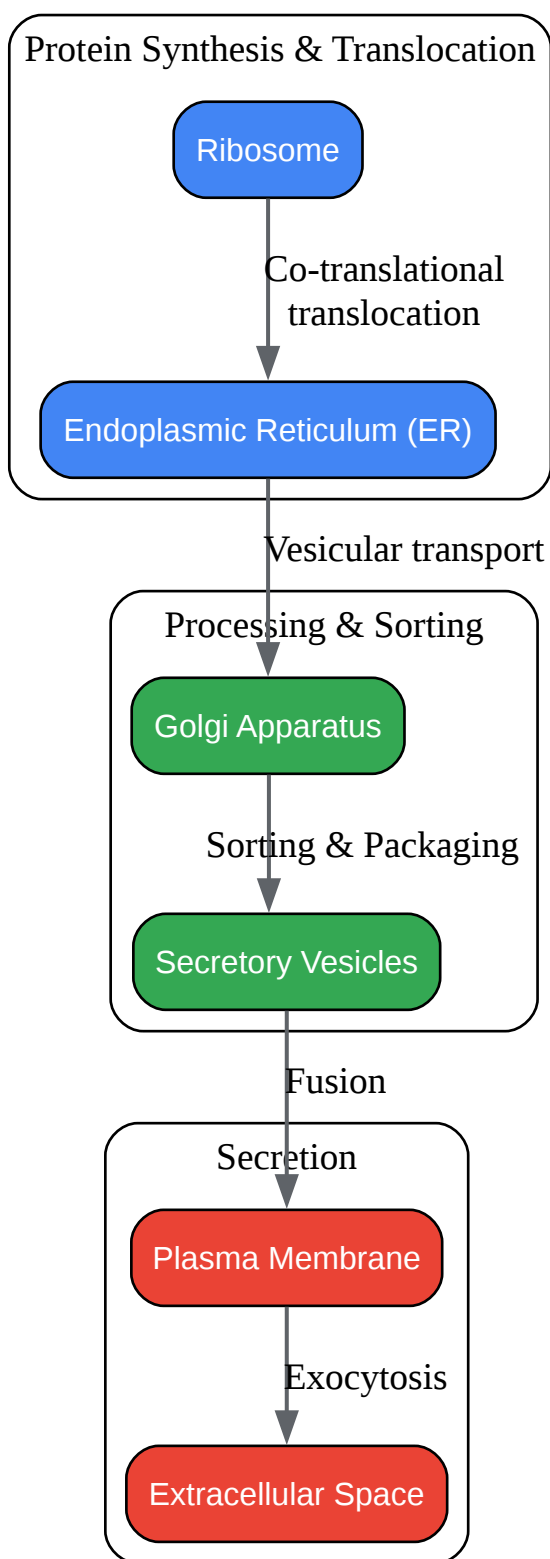 Protein Synthesis & Translocation
Ribosome
Co-translational
translocation
Endoplasmic Reticulum (ER)
Vesicular transport
Processing & Sorting
Golgi Apparatus
Sorting & Packaging
Secretory Vesicles
Fusion
Secretion
Plasma Membrane
Exocytosis
Extracellular Space